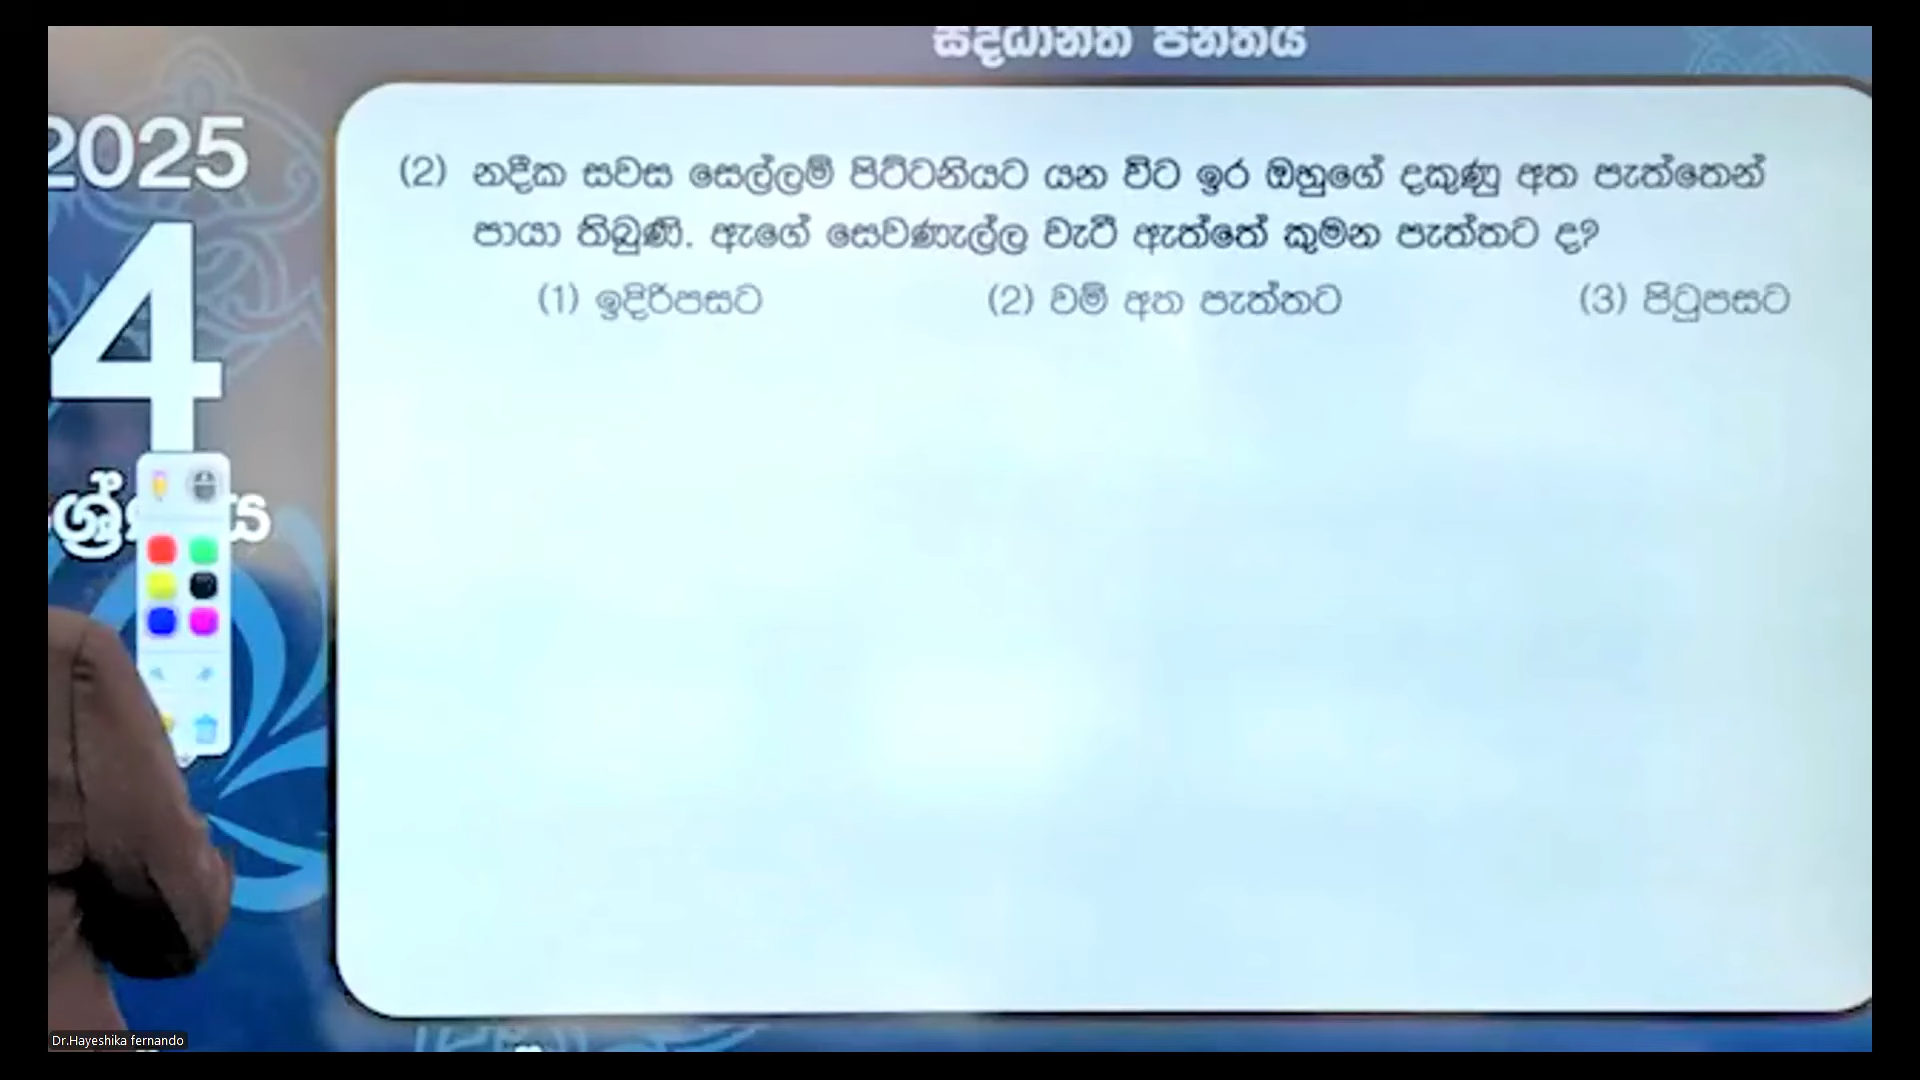 සිද්ධාන්ත පන්තිය
2025
4
(2) නදීක සවස සෙල්ලම් පිට්ටනියට යන විට ඉර ඔහුගේ දකුණු අත පැත්තෙන්
පායා තිබුණි. ඇගේ සෙවණැල්ල වැටී ඇත්තේ කුමන පැත්තට ද?
(1) ඉදිරිපසට (2) වම් අත පැත්තට (3) පිටුපසට
Dr.Hayeshika fernando